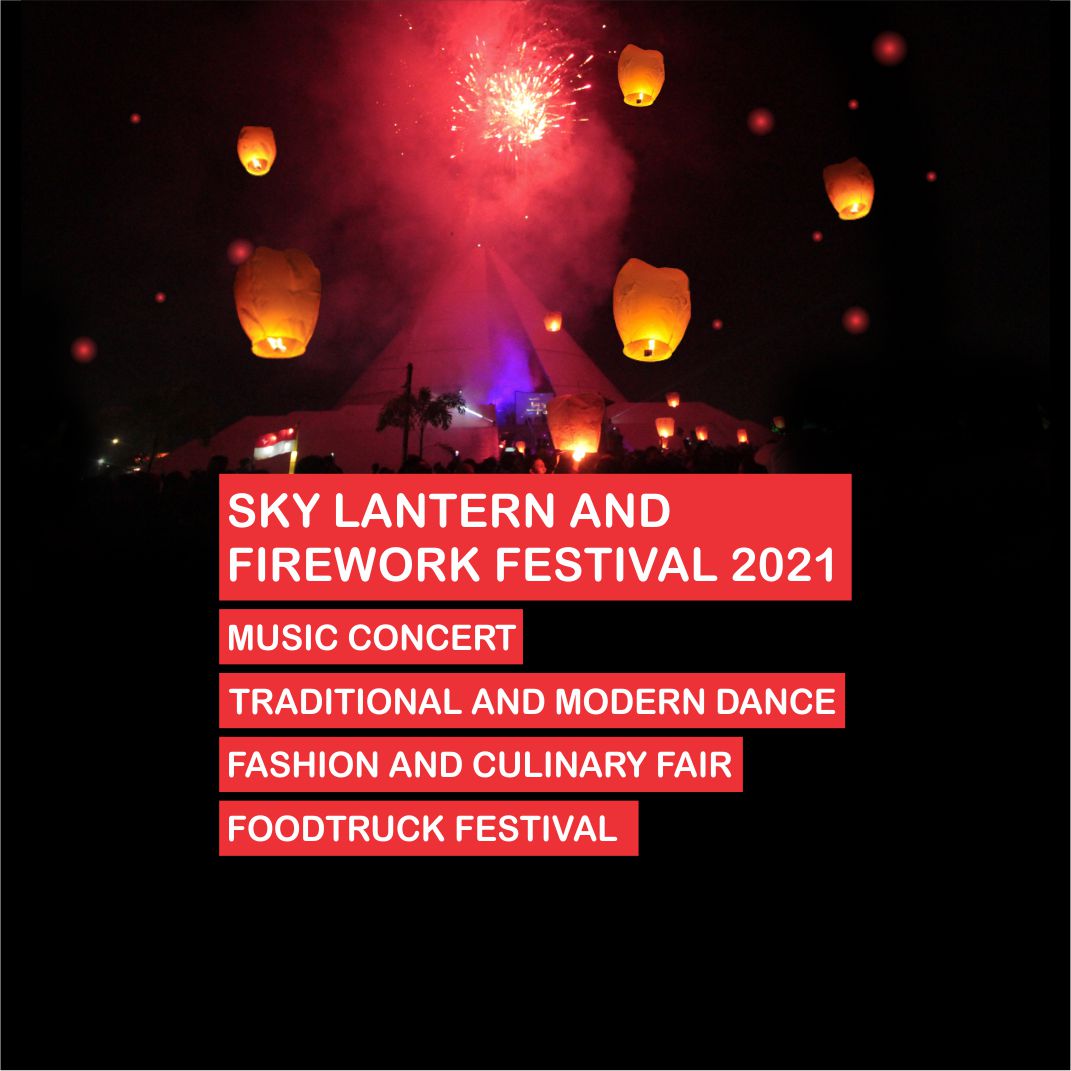 SKY LANTERN AND
FIREWORK FESTIVAL 2021
MUSIC CONCERT
TRADITIONAL AND MODERN DANCE
FASHION AND CULINARY FAIR
FOODTRUCK FESTIVAL